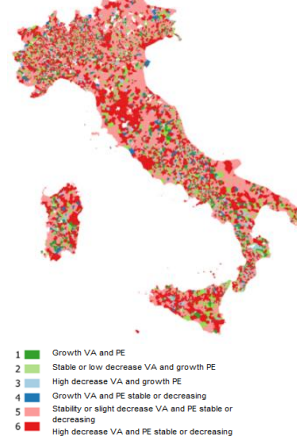 1 Growth VA and PE
2 Stable or low decrease VA and growth PE
3 High decrease VA and growth PE
4 Growth VA and PE stable or decreasing
5 Stability or slight decrease VA and PE stable or
decreasing
6 High decrease VA and PE stable or decreasing